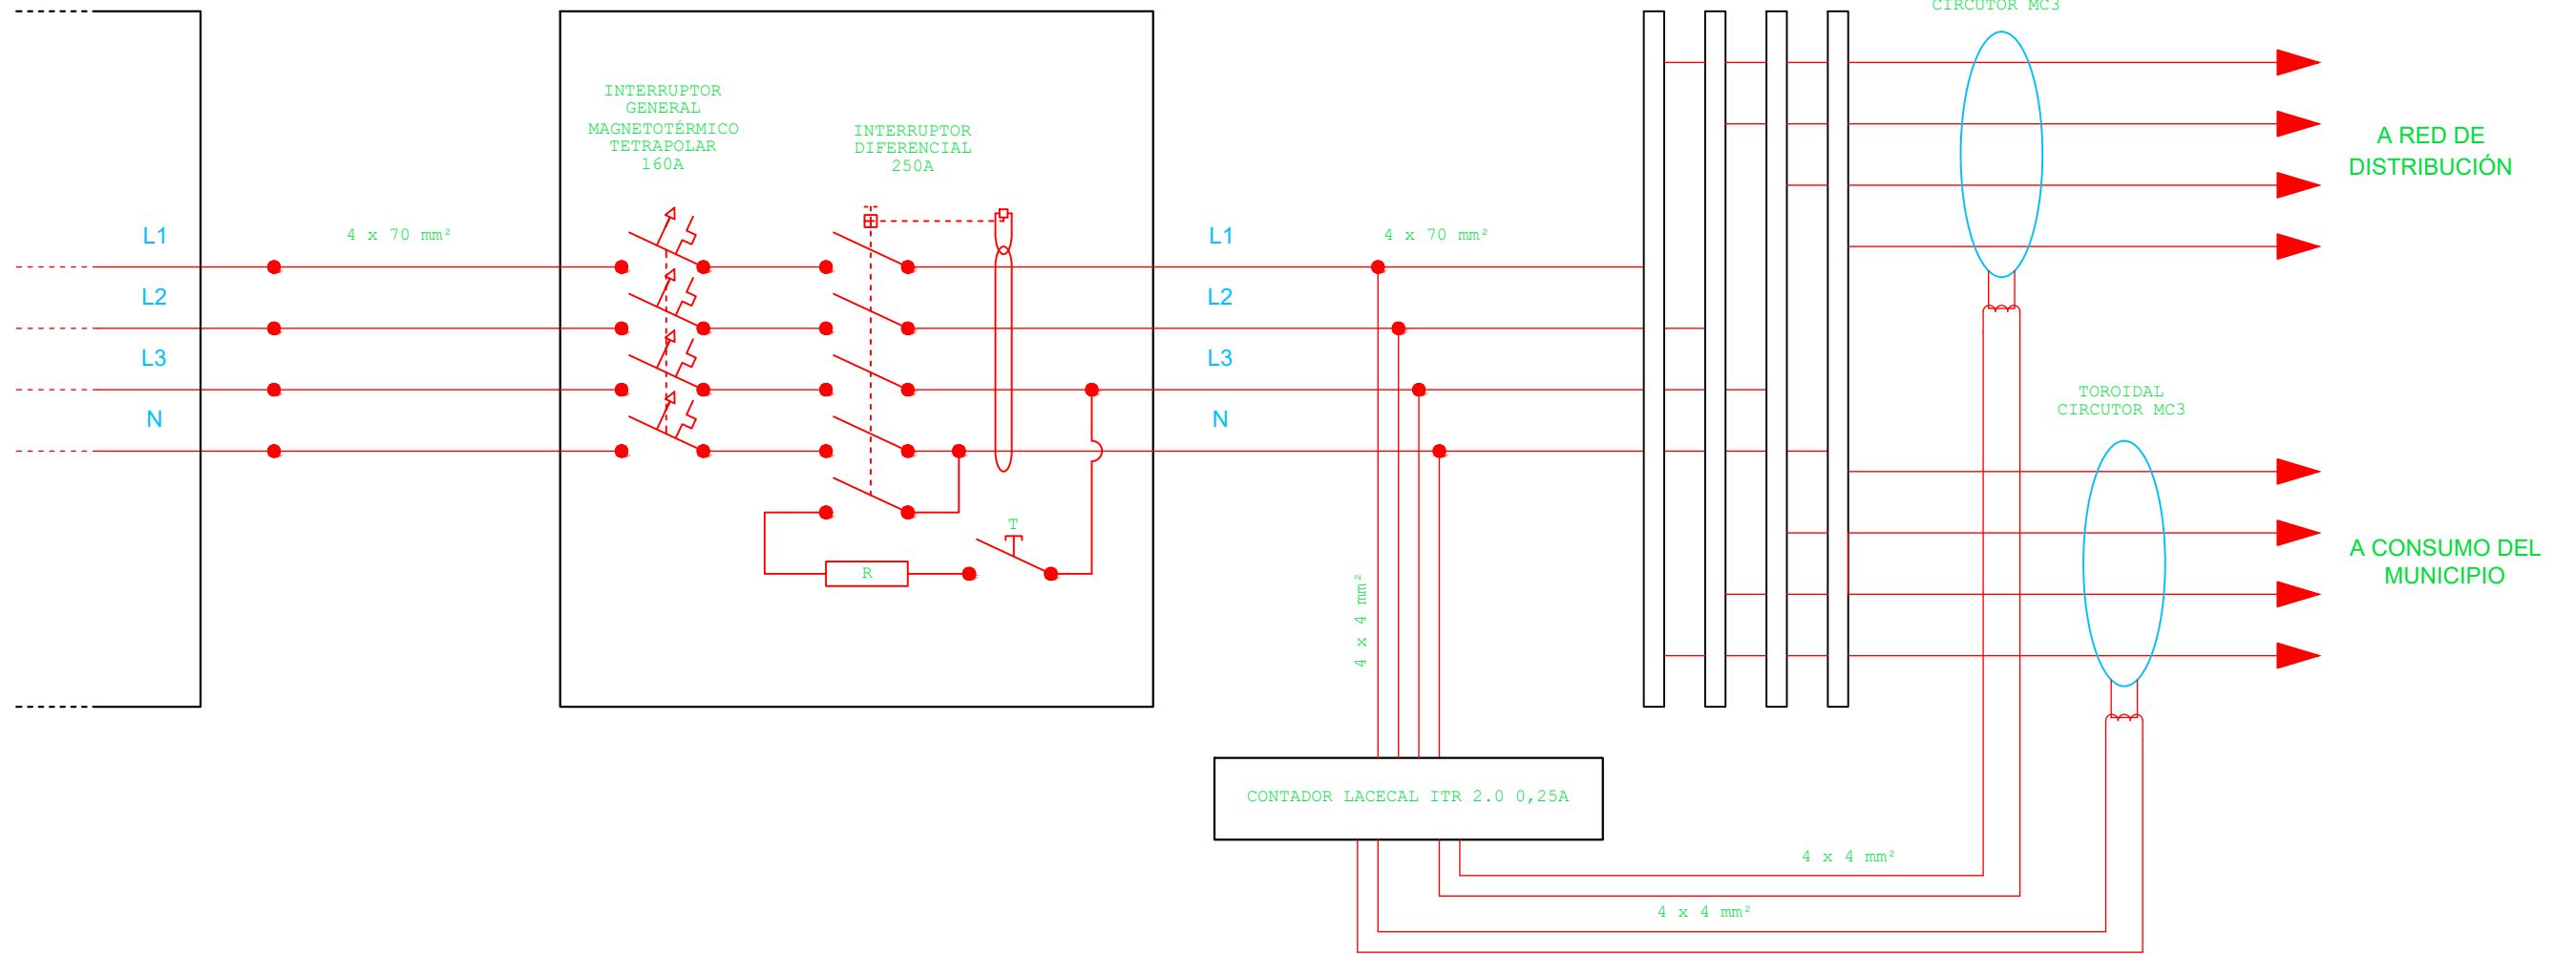 CIRCUTOR MC3
INTERRUPTOR
GENERAL
MAGNETOTÉRMICO
TETRAPOLAR
160A
INTERRUPTOR
DIFERENCIAL
250A
A RED DE
DISTRIBUCIÓN
L1
4 x 70 mm²
L1
4 x 70 mm²
L2
L2
L3
L3
N
N
TOROIDAL
CIRCUTOR MC3
T
R
A CONSUMO DEL
MUNICIPIO
4 x 4 mm²
CONTADOR LACECAL ITR 2.0 0,25A
4 x 4 mm²
4 x 4 mm²